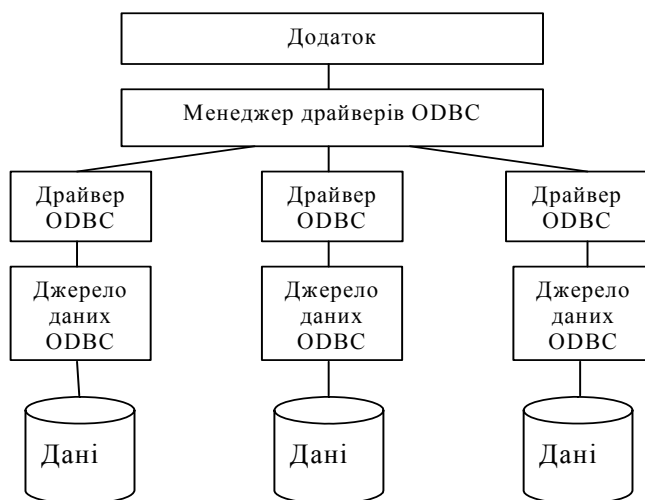 Додаток
Менеджер драйверів ODBC
Драйвер
ODBC
Драйвер
ODBC
Драйвер
ODBC
Джерело
даних
ODBC
Джерело
даних
ODBC
Джерело
даних
ODBC
Дані
Дані
Дані